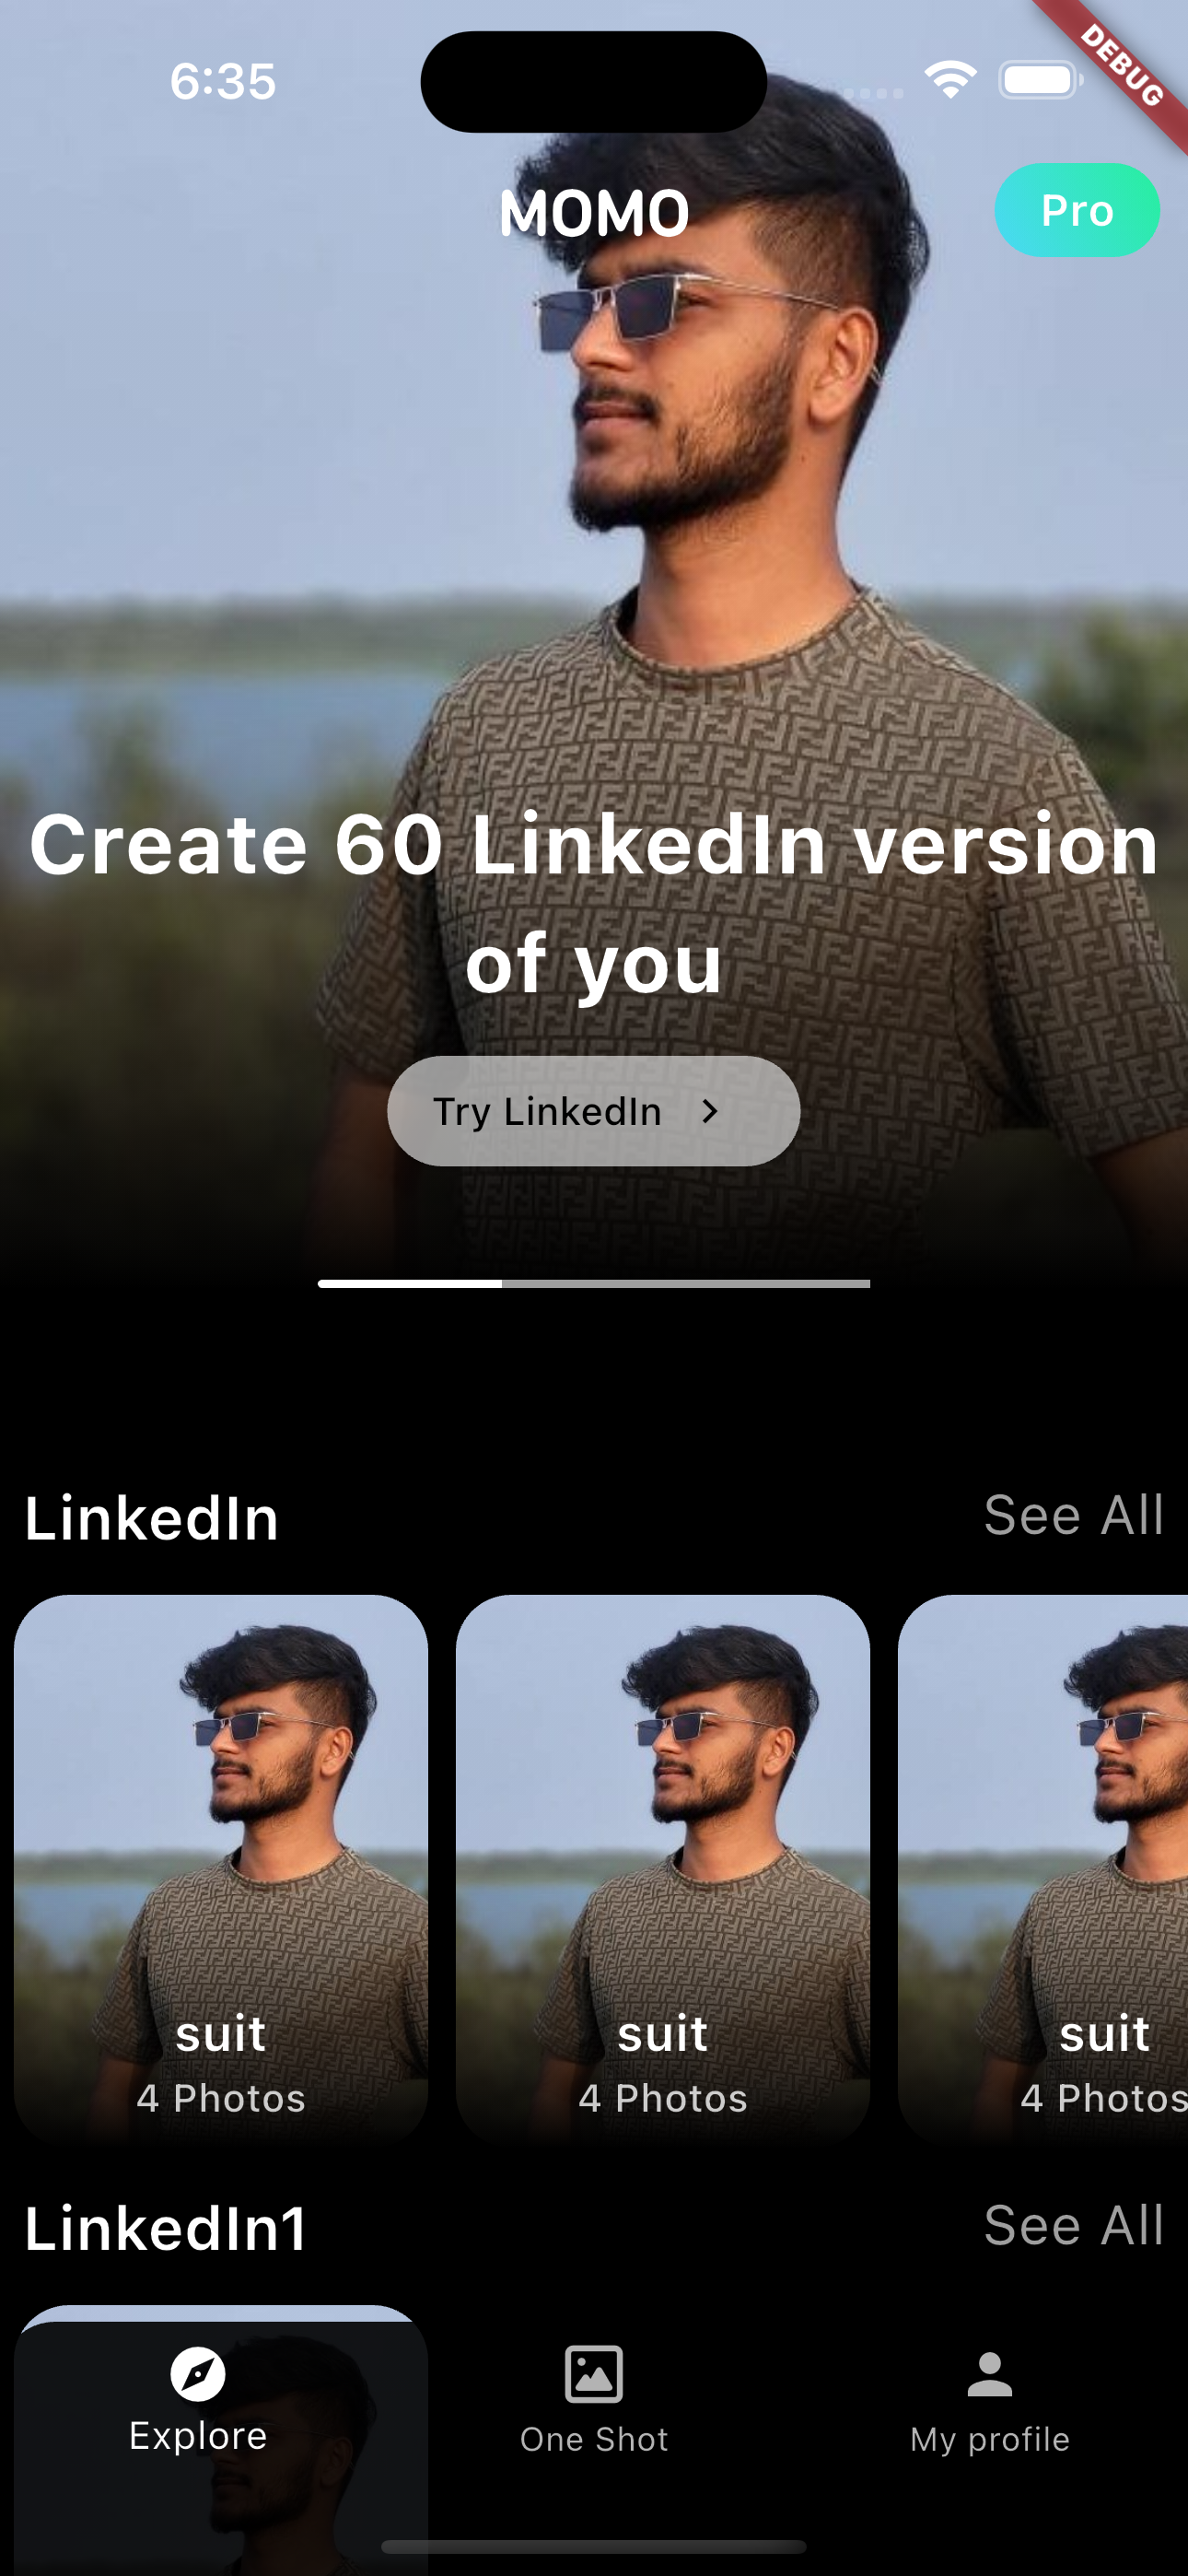 6:35
DEBUG
MOMO
Pro
Create 60 LinkedIn version
of you
Try LinkedIn
LinkedIn
See All
suit
suit
suit
4 Photos
4 Photos
4 Photos
LinkedIn1
See All
Explore
One Shot
My profile